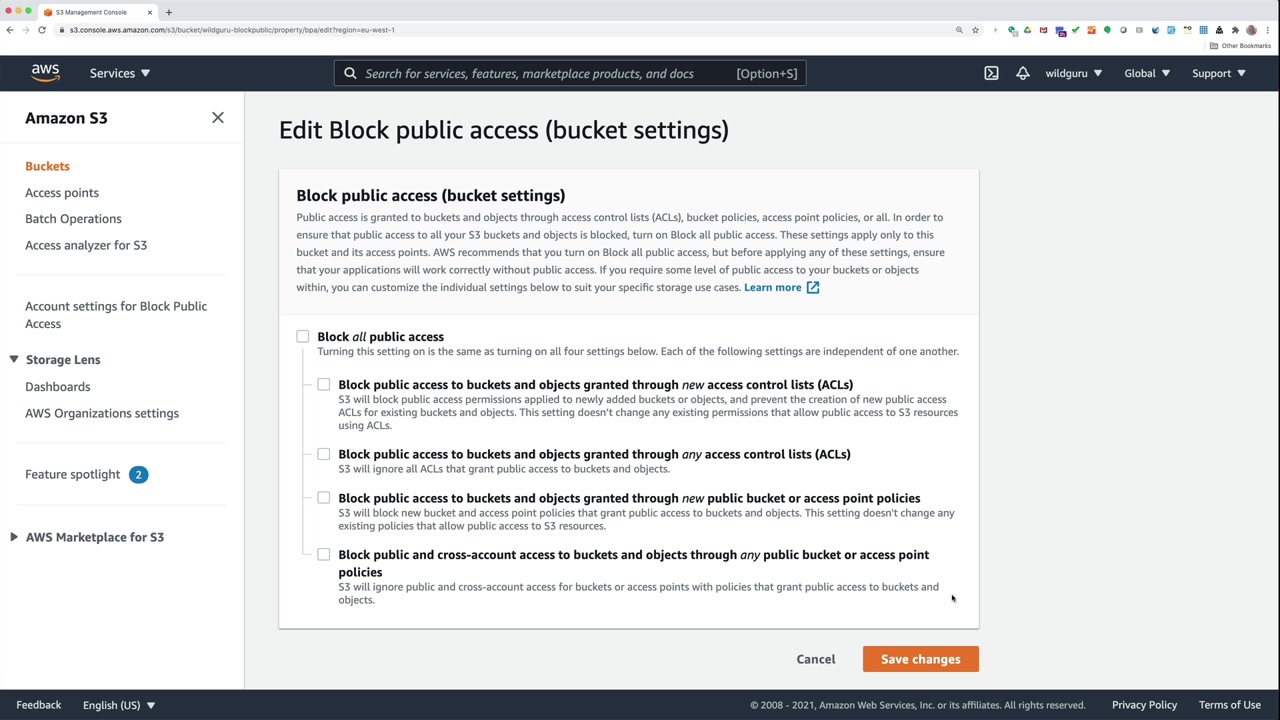 S3 Management Console
s3.console.aws.amazon.com/s3/bucket/wildguru-blockpublic/property/bpa/edit?region=eu-west-1
Other Bookmarks
aws
Services
Search for services, features, marketplace products, and docs
[Option+S]
wildguru
Global
Support
Amazon S3
Buckets
Access points
Batch Operations
Access analyzer for S3
Account settings for Block Public
Access
Storage Lens
Dashboards
AWS Organizations settings
Feature spotlight 2
AWS Marketplace for S3
Edit Block public access (bucket settings)
Block public access (bucket settings)
Public access is granted to buckets and objects through access control lists (ACLs), bucket policies, access point policies, or all. In order
to ensure that public access to all your S3 buckets and objects is blocked, turn on Block all public access. These settings apply only to this
bucket and its access points. AWS recommends that you turn on Block all public access, but before applying any of these settings, ensure
that your applications will work correctly without public access. If you require some level of public access to your buckets or objects
within, you can customize the individual settings below to suit your specific storage use cases. Learn more
Block all public access
Turning this setting on is the same as turning on all four settings below. Each of the following settings are independent of one another.
Block public access to buckets and objects granted through new access control lists (ACLs)
S3 will block public access permissions applied to newly added buckets or objects, and prevent the creation of new public access
ACLs for existing buckets and objects. This setting doesn't change any existing permissions that allow public access to S3 resources
using ACLs.
Block public access to buckets and objects granted through any access control lists (ACLs)
S3 will ignore all ACLs that grant public access to buckets and objects.
Block public access to buckets and objects granted through new public bucket or access point policies
S3 will block new bucket and access point policies that grant public access to buckets and objects. This setting doesn't change any
existing policies that allow public access to S3 resources.
Block public and cross-account access to buckets and objects through any public bucket or access point
policies
S3 will ignore public and cross-account access for buckets or access points with policies that grant public access to buckets and
objects.
Cancel
Save changes
Feedback
English (US)
© 2008 - 2021, Amazon Web Services, Inc. or its affiliates. All rights reserved.
Privacy Policy
Terms of Use